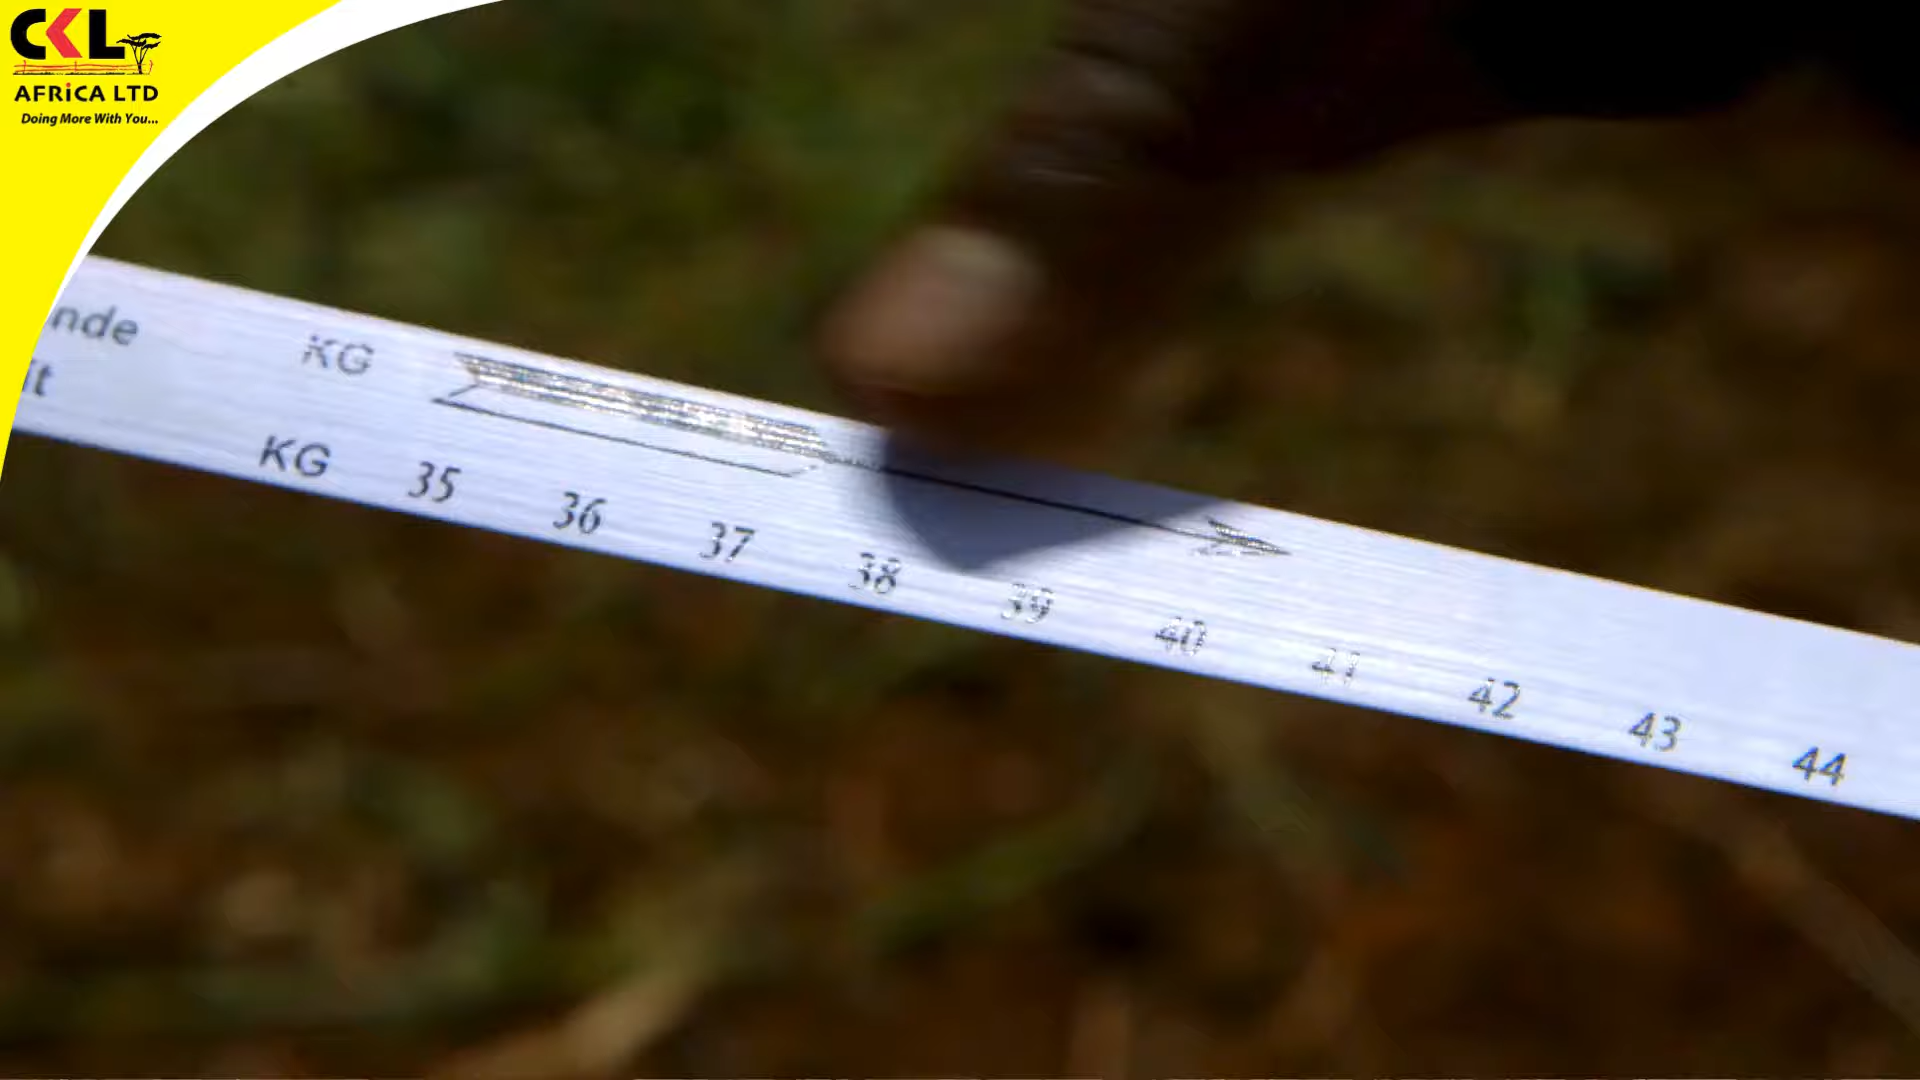 CKL
AFRiCA LTD
Doing More With You...
nde
it
KG
KG 35 36 37 38 39 40 41 42 43 44